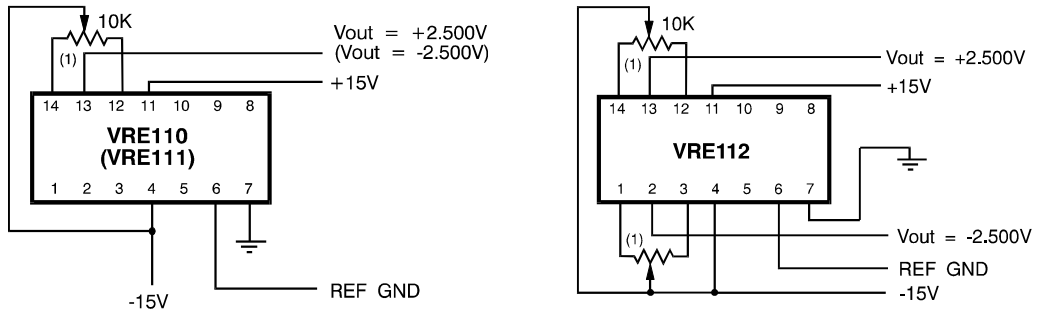 10K
Vout = +2.500V
(Vout = -2.500V)
(1)
+15V
14 13 12 11 10 9 8
VRE110
(VRE111)
1 2 3 4 5 6 7
-15V
REF GND
10K
(1)
Vout = +2.500V
+15V
14 13 12 11 10 9 8
VRE112
1 2 3 4 5 6 7
(1)
Vout = -2.500V
REF GND
-15V